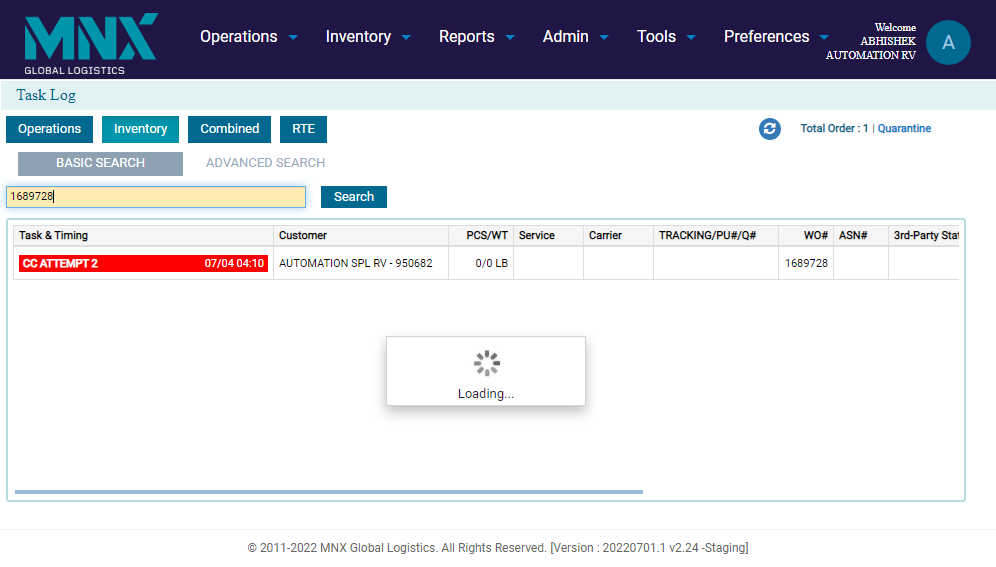 MNX
GLOBAL LOGISTICS
Operations Inventory Reports Admin Tools Preferences
Welcome
ABHISHEK
AUTOMATION RV
A
Task Log
Operations Inventory Combined RTE
Total Order : 1 | Quarantine
BASIC SEARCH ADVANCED SEARCH
1689728 Search
Task & Timing Customer PCS/WT Service Carrier TRACKING/PU#/Q# WO# ASN# 3rd-Party Stat
CC ATTEMPT 2 07/04 04:10 AUTOMATION SPL RV - 950682 0/0 LB 1689728
Loading...
© 2011-2022 MNX Global Logistics. All Rights Reserved. [Version : 20220701.1 v2.24 -Staging]